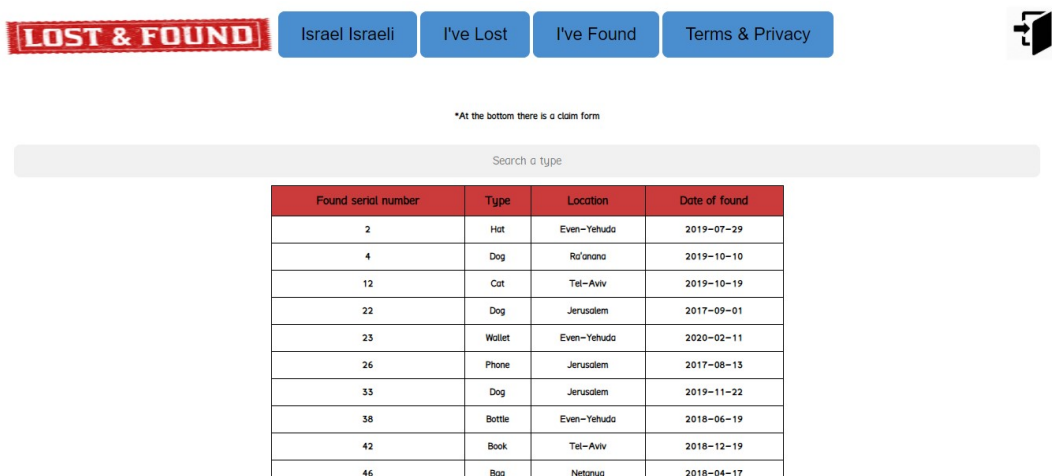 LOST & FOUND Israel Israeli I've Lost I've Found Terms & Privacy
*At the bottom there is a claim form
Search a type
Found serial number Type Location Date of found
2 Hat Even-Yehuda 2019-07-29
4 Dog Ra'anana 2019-10-10
12 Cat Tel-Aviv 2019-10-19
22 Dog Jerusalem 2017-09-01
23 Wallet Even-Yehuda 2020-02-11
26 Phone Jerusalem 2017-08-13
33 Dog Jerusalem 2019-11-22
38 Bottle Even-Yehuda 2018-06-19
42 Book Tel-Aviv 2018-12-19
46 Bag Netanya 2018-04-17